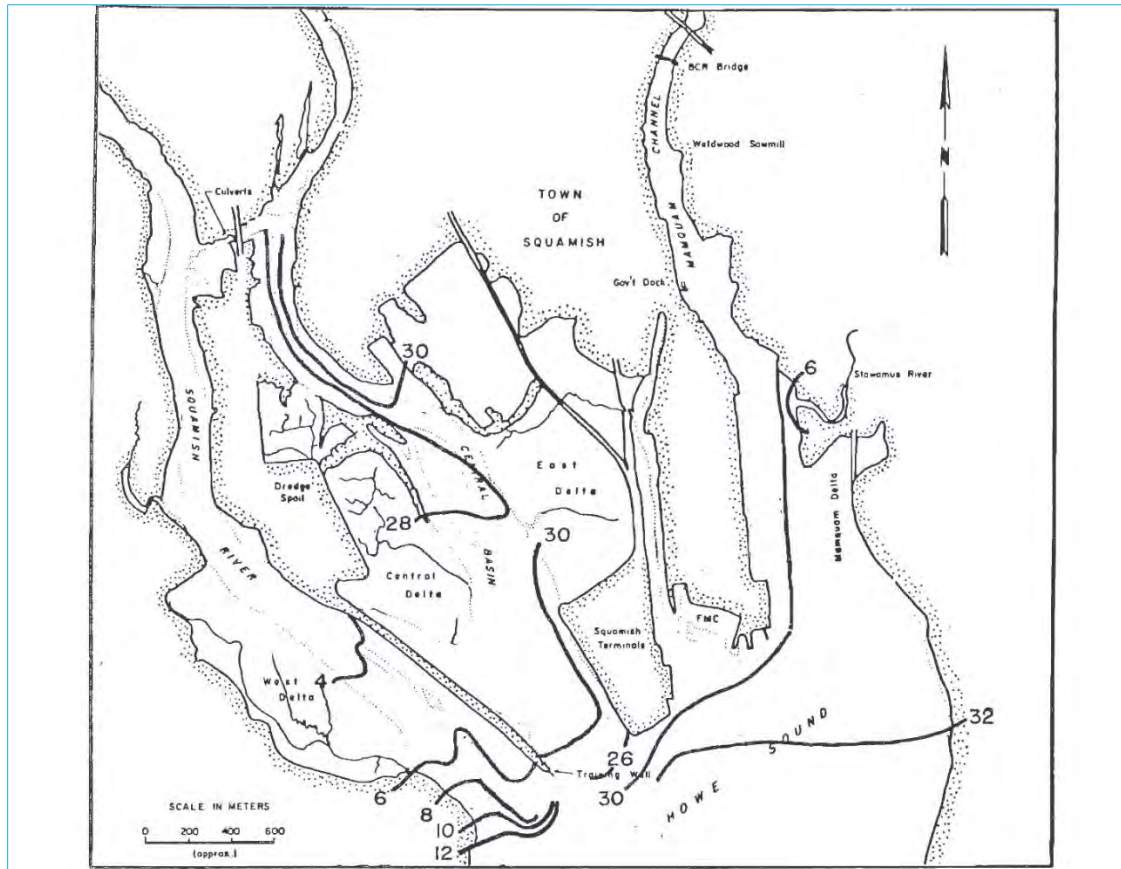 BCR Bridge
CHANNEL
MAMQUAM
Weldwood Sawmill
N
Culverts
TOWN
OF
SQUAMISH
Gov't Dock
30
6
Stawamus River
SQUAMISH
RIVER
CENTRAL
BASIN
East
Delta
Dredge
Spoil
28
30
Mamquam Delta
Central
Delta
Squamish
Terminals
FMC
4
West
Delta
32
HOWE
SOUND
26
Training Wall
30
6
8
10
12
SCALE IN METERS
0 200 400 600
(approx.)